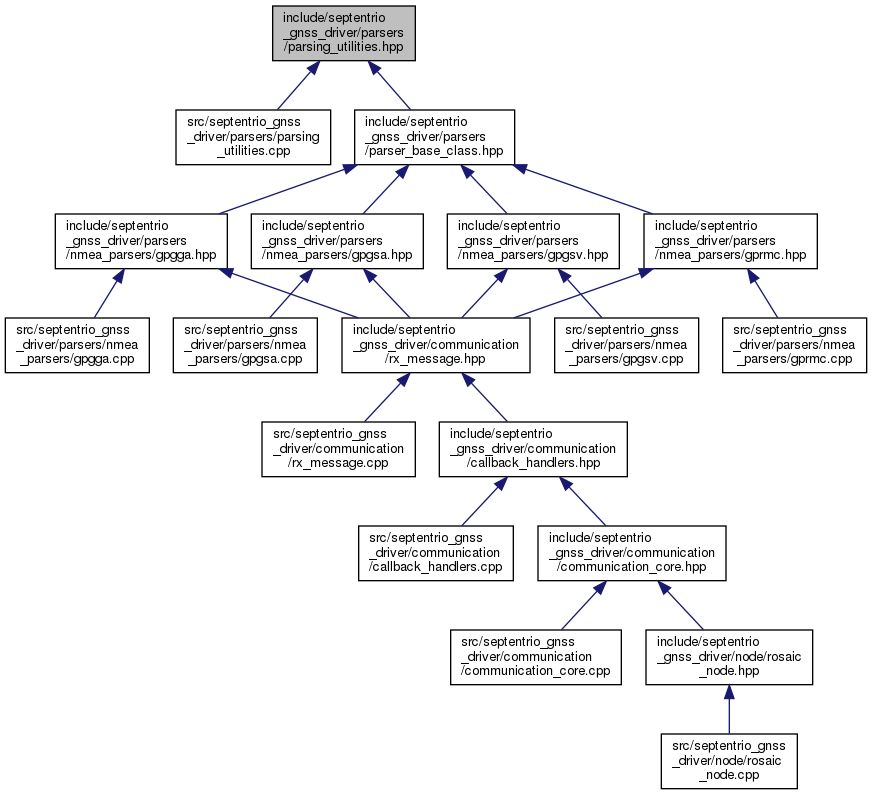 include/septentrio
_gnss_driver/parsers
/parsing_utilities.hpp
src/septentrio_gnss
_driver/parsers/parsing
_utilities.cpp
include/septentrio
_gnss_driver/parsers
/parser_base_class.hpp
include/septentrio
_gnss_driver/parsers
/nmea_parsers/gpgga.hpp
include/septentrio
_gnss_driver/parsers
/nmea_parsers/gpgsa.hpp
include/septentrio
_gnss_driver/parsers
/nmea_parsers/gpgsv.hpp
include/septentrio
_gnss_driver/parsers
/nmea_parsers/gprmc.hpp
src/septentrio_gnss
_driver/parsers/nmea
_parsers/gpgga.cpp
src/septentrio_gnss
_driver/parsers/nmea
_parsers/gpgsa.cpp
include/septentrio
_gnss_driver/communication
/rx_message.hpp
src/septentrio_gnss
_driver/parsers/nmea
_parsers/gpgsv.cpp
src/septentrio_gnss
_driver/parsers/nmea
_parsers/gprmc.cpp
src/septentrio_gnss
_driver/communication
/rx_message.cpp
include/septentrio
_gnss_driver/communication
/callback_handlers.hpp
src/septentrio_gnss
_driver/communication
/callback_handlers.cpp
include/septentrio
_gnss_driver/communication
/communication_core.hpp
src/septentrio_gnss
_driver/communication
/communication_core.cpp
include/septentrio
_gnss_driver/node/rosaic
_node.hpp
src/septentrio_gnss
_driver/node/rosaic
_node.cpp